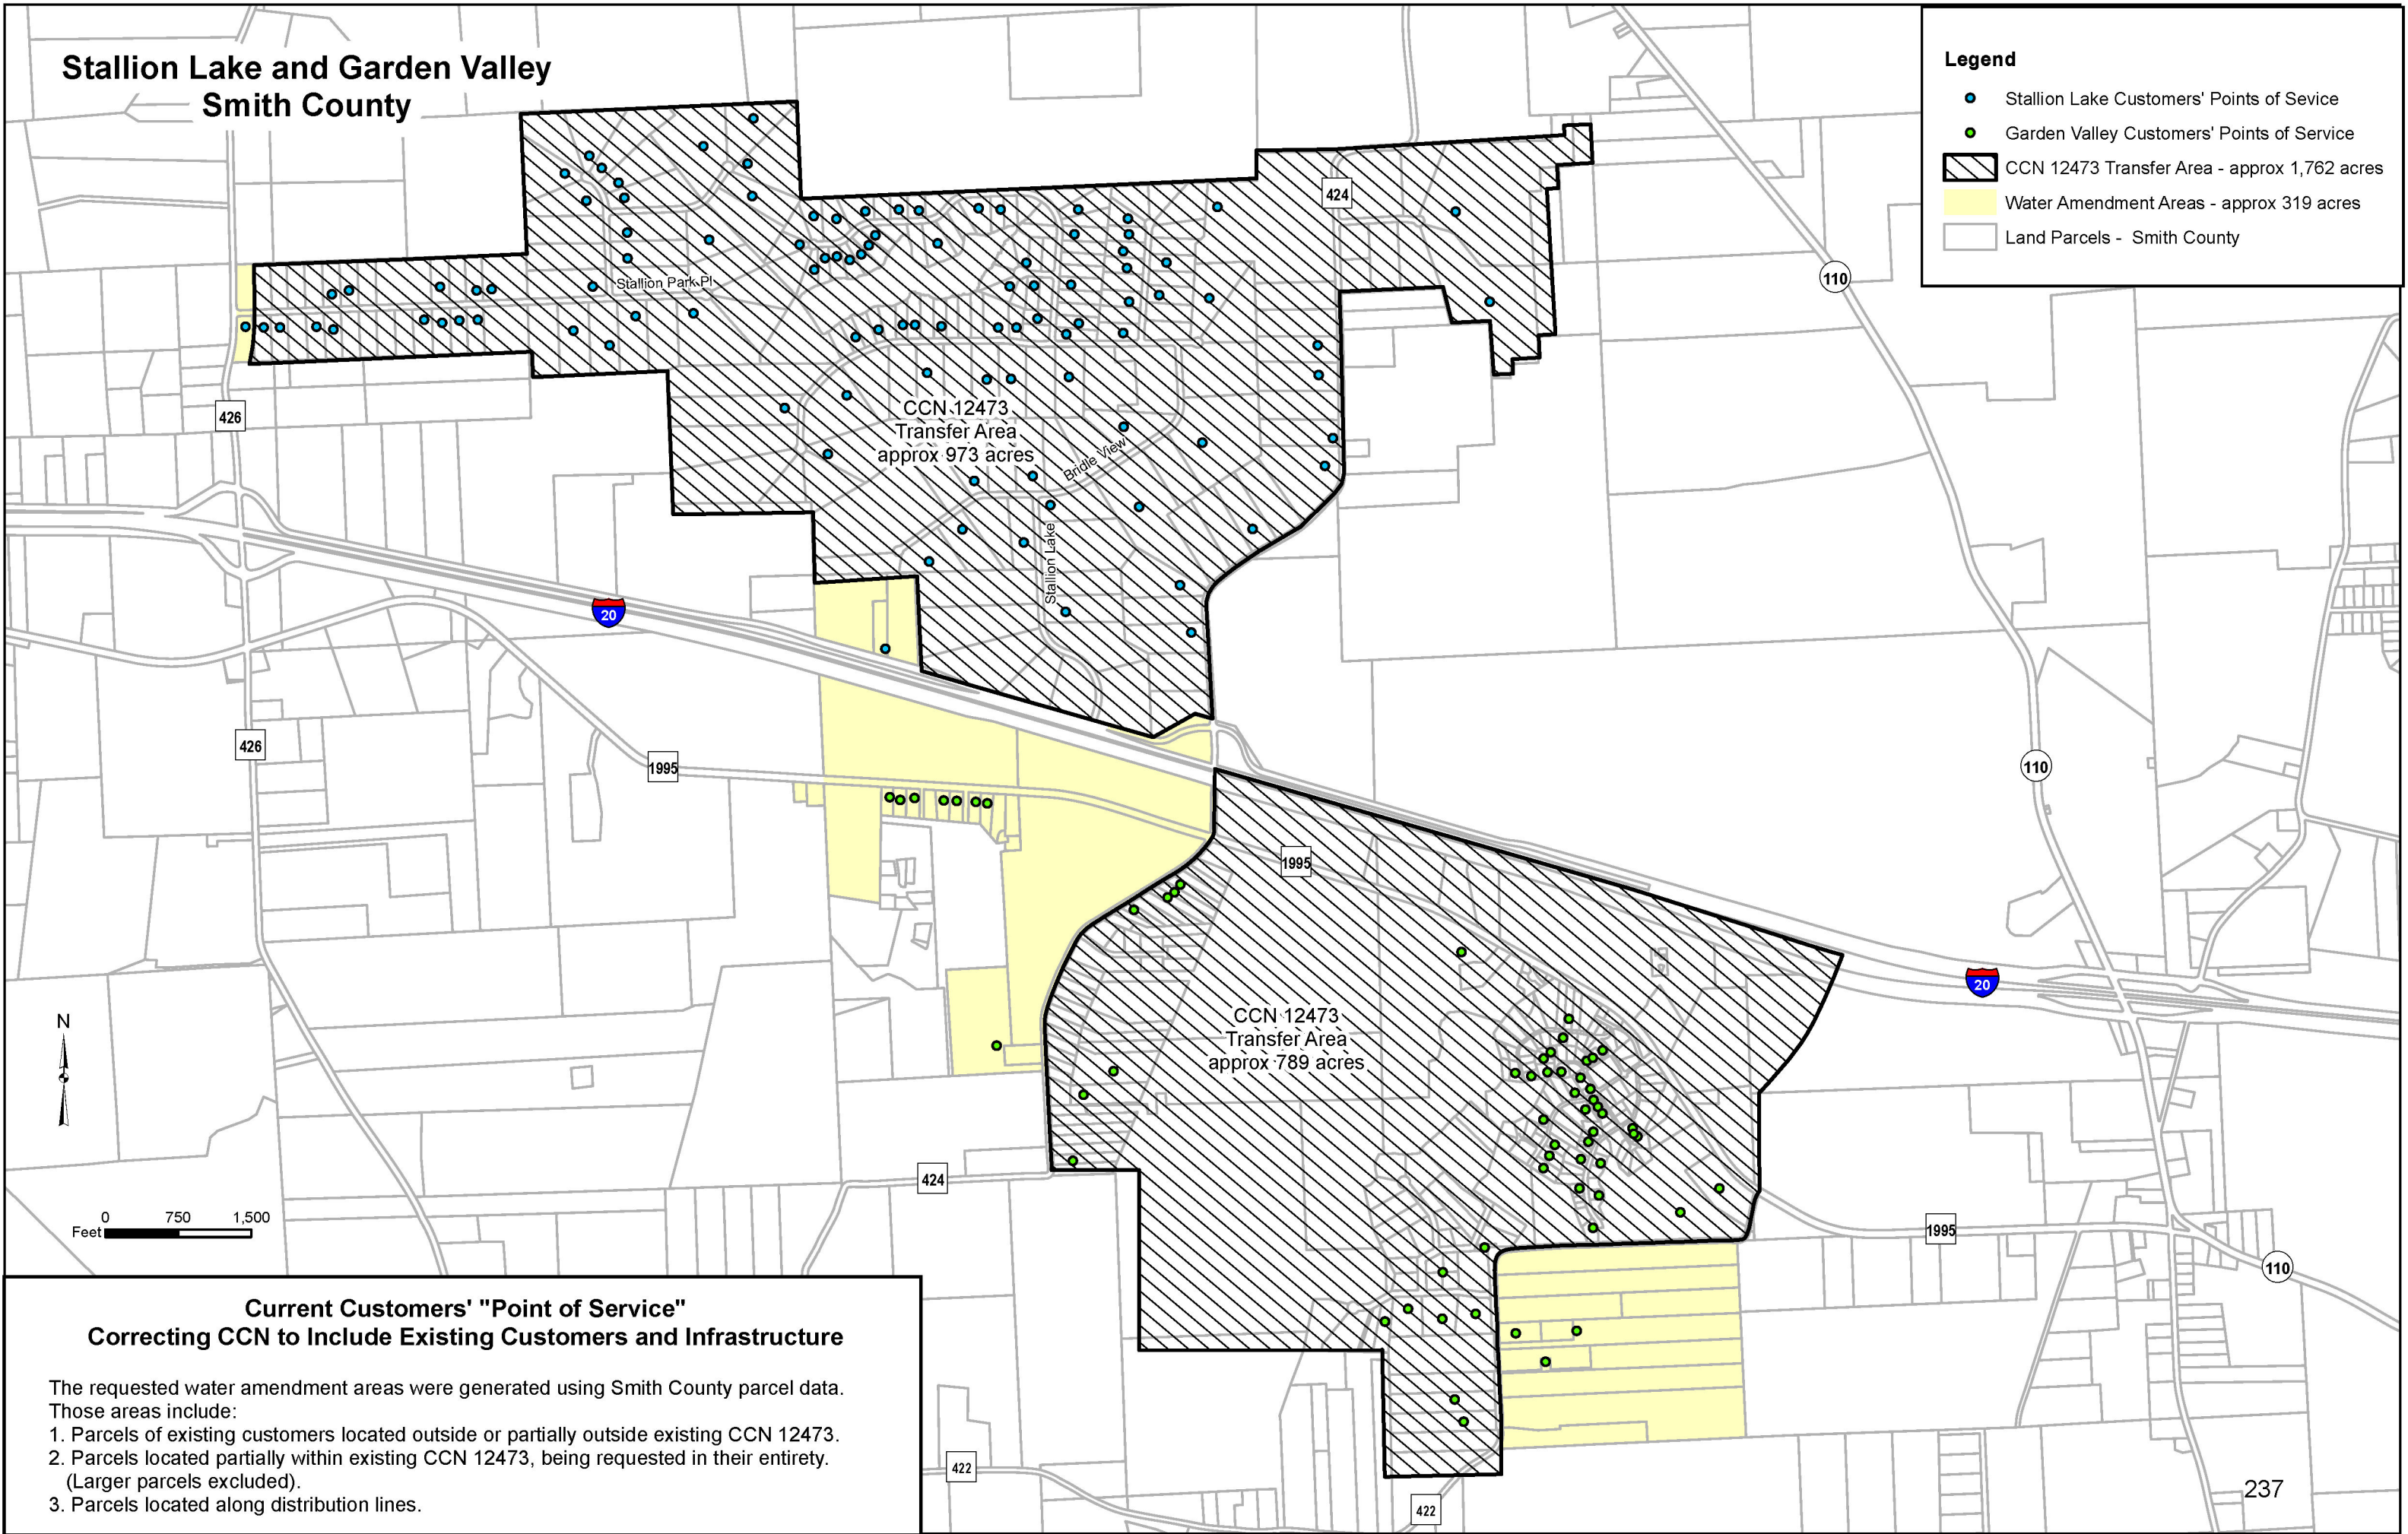 Stallion Lake and Garden Valley
Smith County
Legend
Stallion Lake Customers' Points of Sevice
Garden Valley Customers' Points of Service
CCN 12473 Transfer Area - approx 1,762 acres
Water Amendment Areas - approx 319 acres
Land Parcels - Smith County
424
110
Stallion Park Pl
426
CCN 12473
Transfer Area
approx 973 acres
Bridle View
Stallion Lake
20
426
1995
110
1995
20
N
CCN 12473
Transfer Area
approx 789 acres
424
0 750 1,500
Feet
1995
110
Current Customers' "Point of Service"
Correcting CCN to Include Existing Customers and Infrastructure
The requested water amendment areas were generated using Smith County parcel data.
Those areas include:
1. Parcels of existing customers located outside or partially outside existing CCN 12473.
2. Parcels located partially within existing CCN 12473, being requested in their entirety.
(Larger parcels excluded).
3. Parcels located along distribution lines.
422
422
237